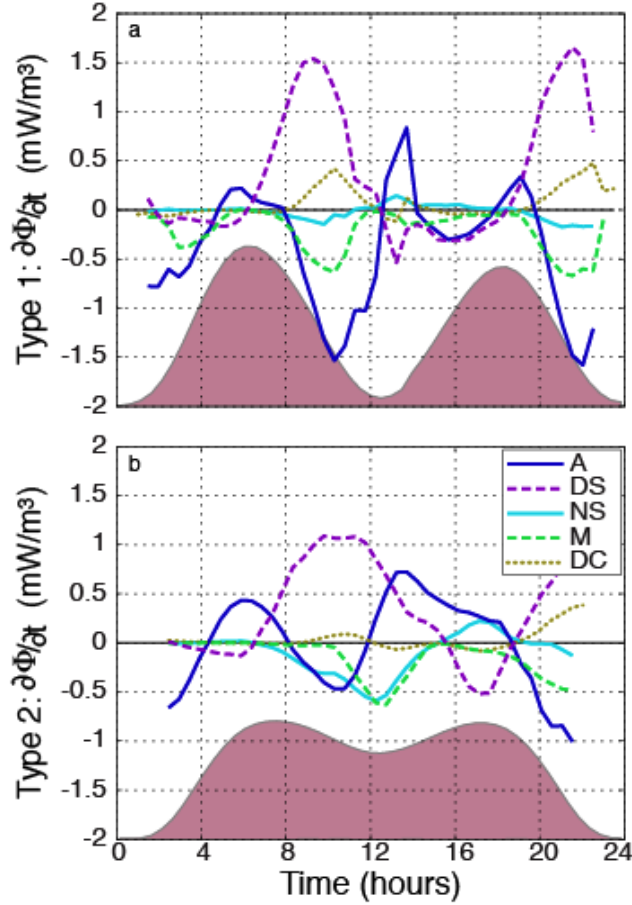 a
Type 1: ∂Φ/∂t (mW/m³)
2
1.5
1
0.5
0
-0.5
-1
-1.5
-2
b
Type 2: ∂Φ/∂t (mW/m³)
2
1.5
1
0.5
0
-0.5
-1
-1.5
-2
A
DS
NS
M
DC
0 4 8 12 16 20 24
Time (hours)